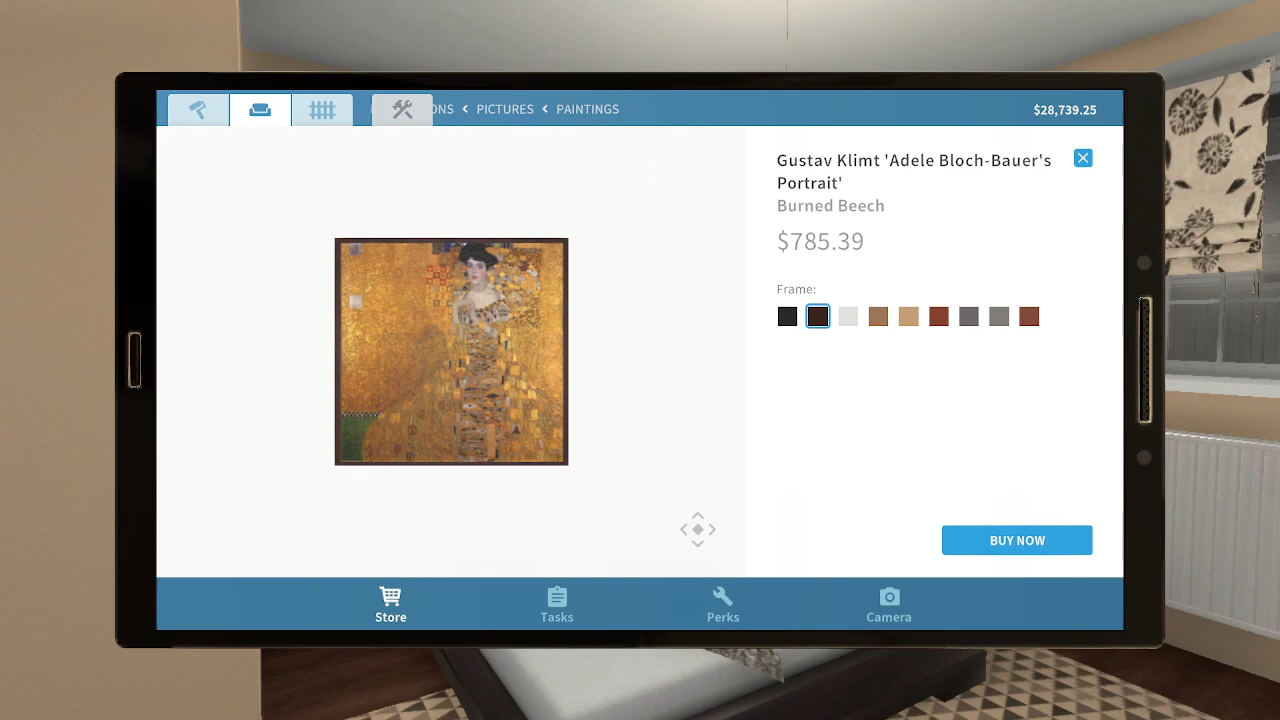 ONS < PICTURES < PAINTINGS
$28,739.25
Gustav Klimt 'Adele Bloch-Bauer's
Portrait'
Burned Beech
$785.39
Frame:
BUY NOW
Store
Tasks
Perks
Camera